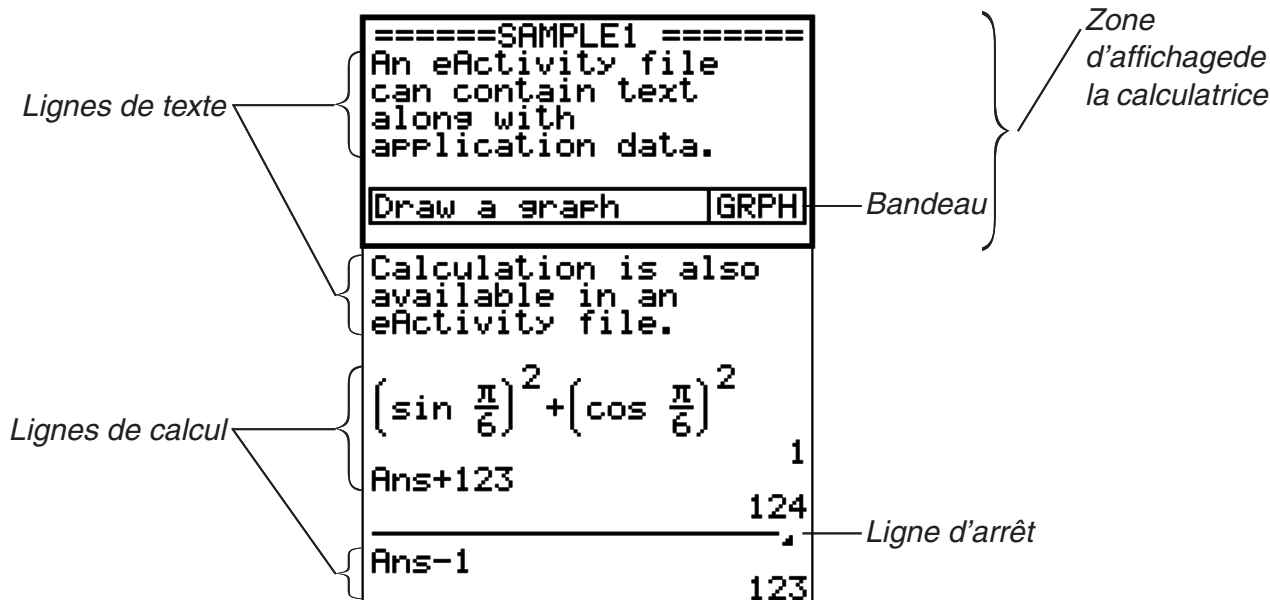 ======SAMPLE1 =======
An eActivity file
can contain text
along with
application data.
Draw a graph GRPH
Calculation is also
available in an
eActivity file.
(sin π/6)²+(cos π/6)²
1
Ans+123
124
Ans-1
123
Lignes de texte
Lignes de calcul
Zone
d'affichagede
la calculatrice
Bandeau
Ligne d'arrêt